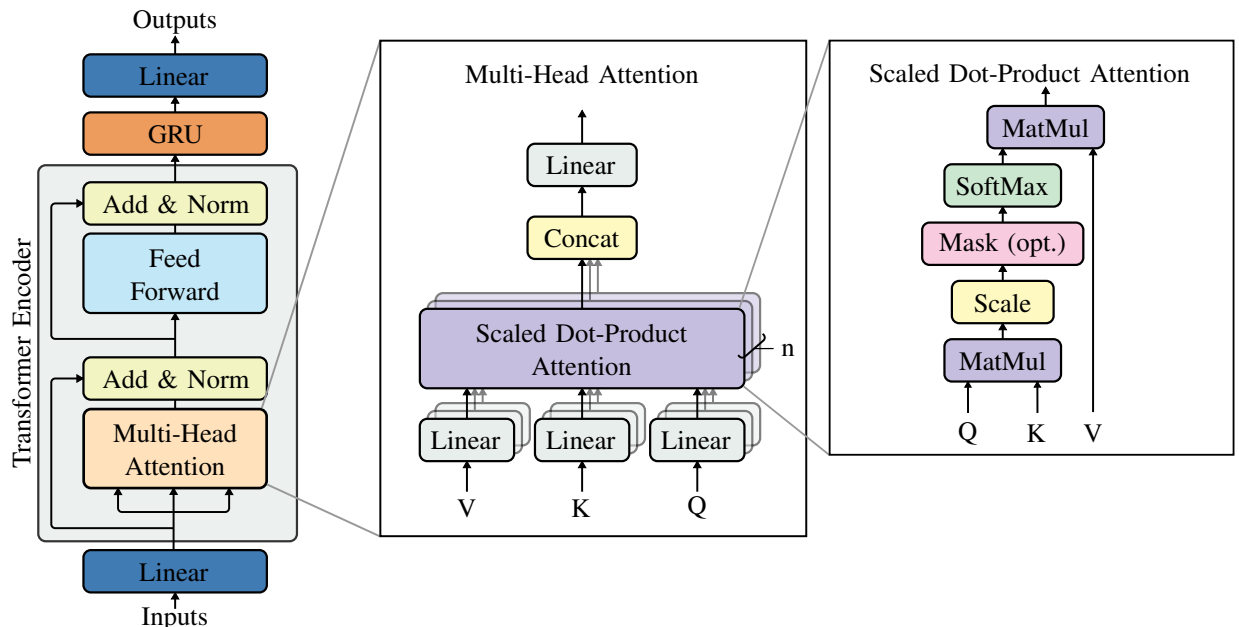 Outputs
Linear
GRU
Add & Norm
Feed
Forward
Add & Norm
Multi-Head
Attention
Transformer Encoder
Linear
Inputs
Multi-Head Attention
Linear
Concat
Scaled Dot-Product
Attention
n
Linear
Linear
Linear
V
K
Q
Scaled Dot-Product Attention
MatMul
SoftMax
Mask (opt.)
Scale
MatMul
Q
K
V